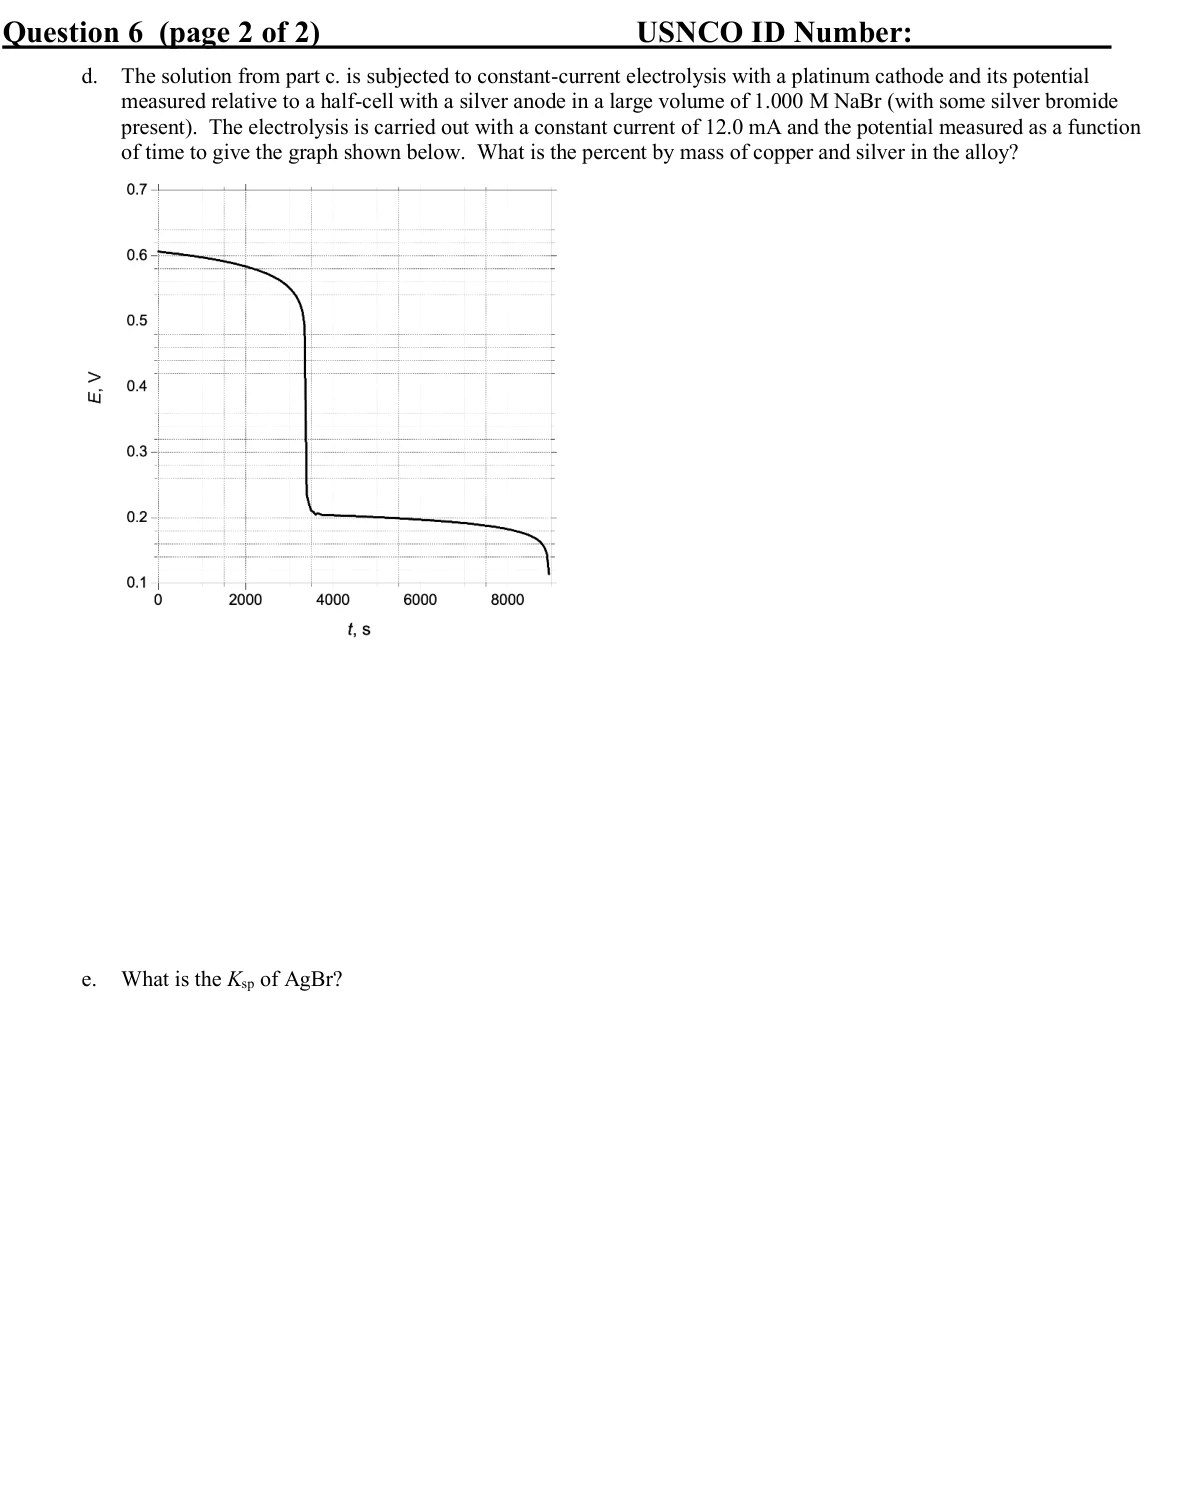 Question 6 (page 2 of 2) USNCO ID Number:
d. The solution from part c. is subjected to constant-current electrolysis with a platinum cathode and its potential
measured relative to a half-cell with a silver anode in a large volume of 1.000 M NaBr (with some silver bromide
present). The electrolysis is carried out with a constant current of 12.0 mA and the potential measured as a function
of time to give the graph shown below. What is the percent by mass of copper and silver in the alloy?
0.7
0.6
0.5
E, V
0.4
0.3
0.2
0.1
0 2000 4000 6000 8000
t, s
e. What is the Ksp of AgBr?